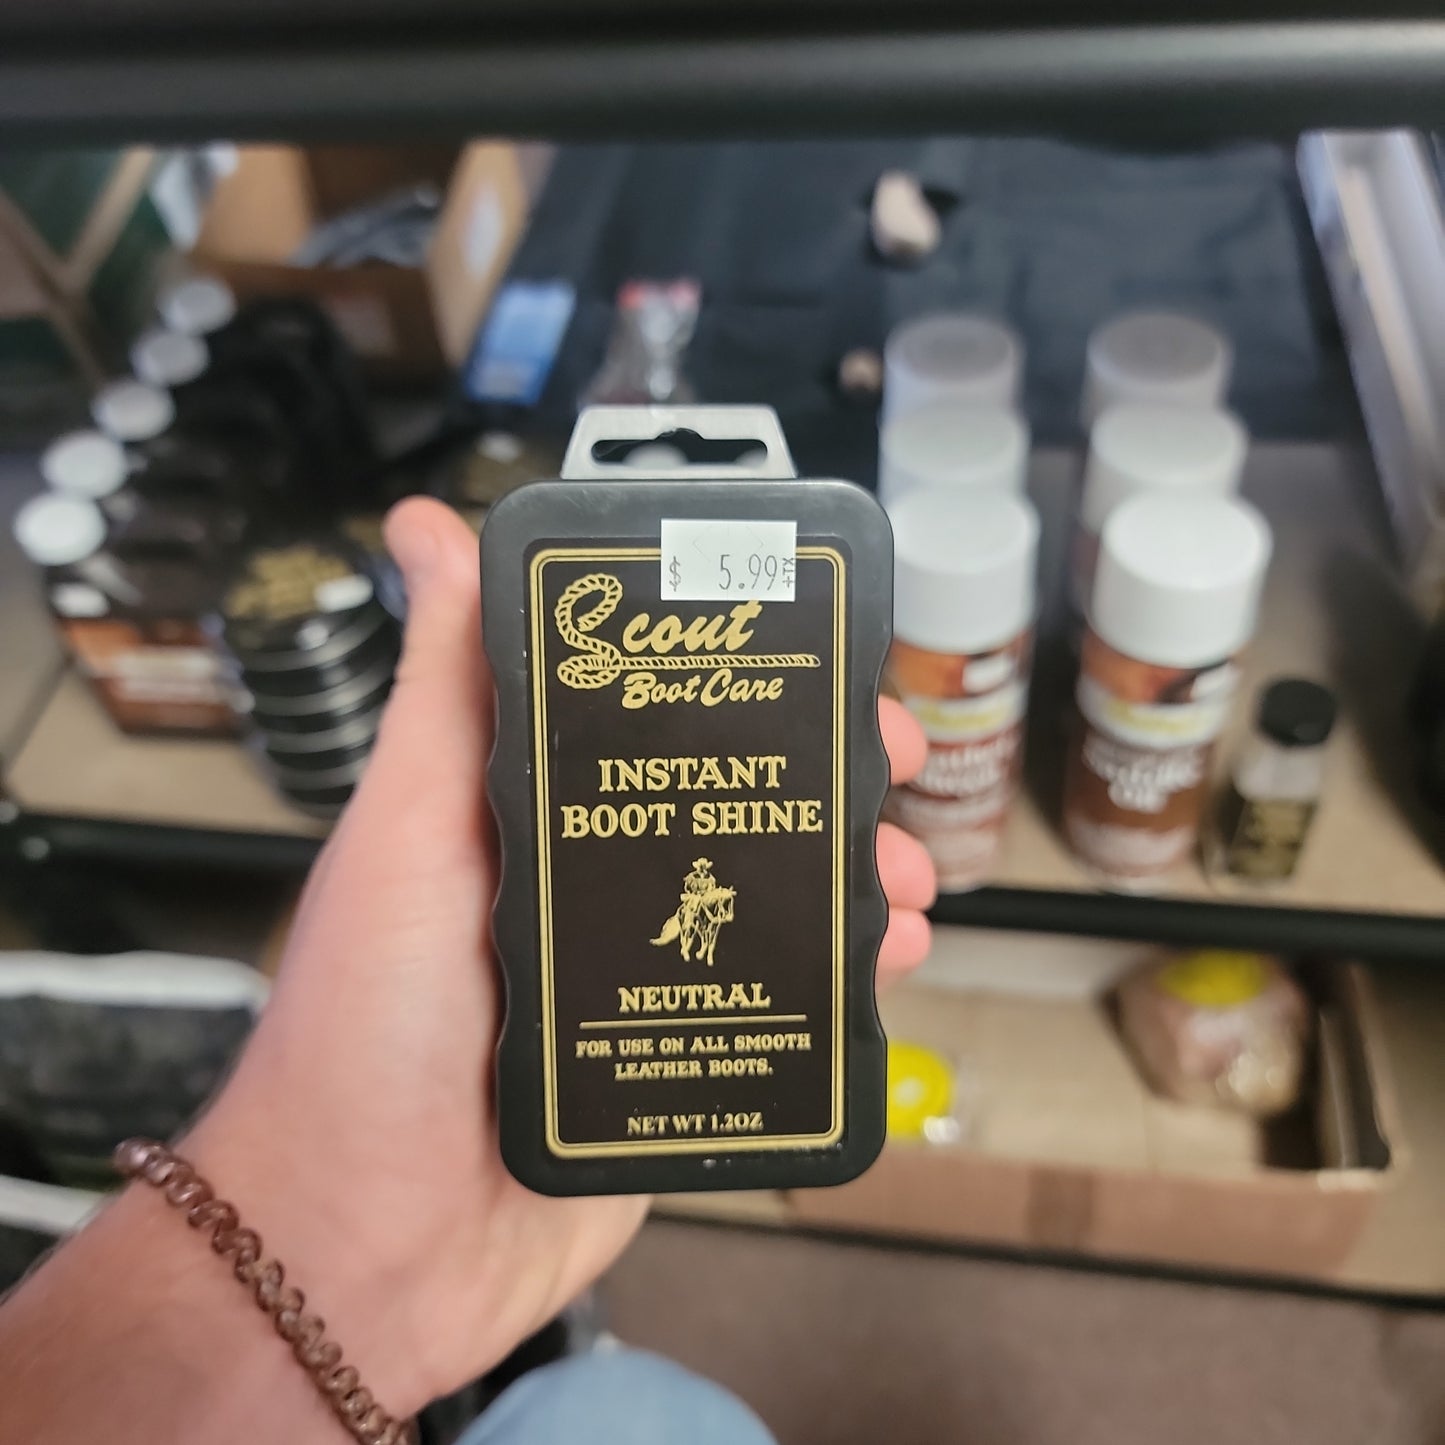 $ 5.99 +TX
Scout
Boot Care
INSTANT
BOOT SHINE
NEUTRAL
FOR USE ON ALL SMOOTH
LEATHER BOOTS.
NET WT 1.2OZ